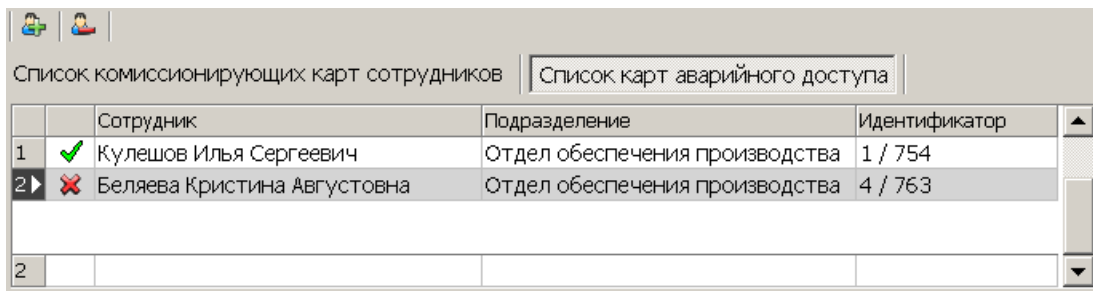 Список комиссионирующих карт сотрудников Список карт аварийного доступа
Сотрудник Подразделение Идентификатор
1 Кулешов Илья Сергеевич Отдел обеспечения производства 1 / 754
2 Беляева Кристина Августовна Отдел обеспечения производства 4 / 763
2